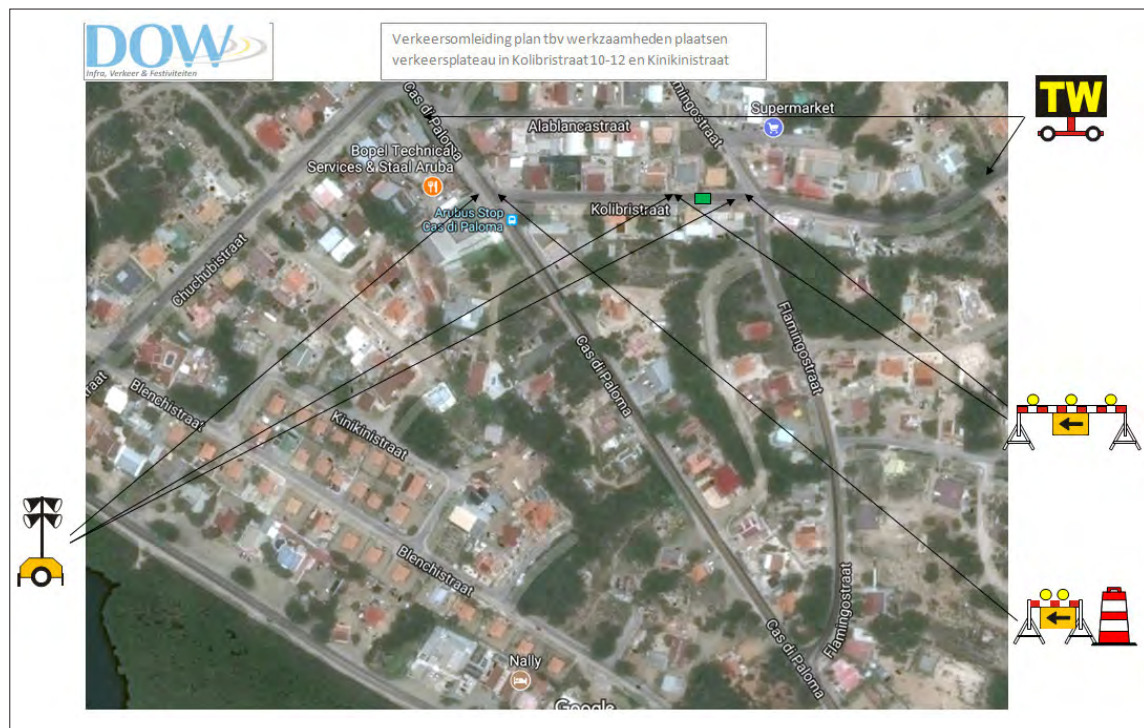 DOW
Infra, Verkeer & Festiviteiten
Verkeersomleiding plan tbv werkzaamheden plaatsen
verkeersplateau in Kolibristraat 10-12 en Kinikinistraat
TW
Cas di Paloma
Flamingostraat
Supermarket
Alablancastraat
Bopel Technical
Services & Staal Aruba
Kolibristraat
Arubus Stop
Cas di Paloma
Chuchubistraat
Flamingostraat
Cas di Paloma
straat
Blenchistraat
Kinikinistraat
Blenchistraat
Flamingostraat
Cas di Paloma
Nally
Google